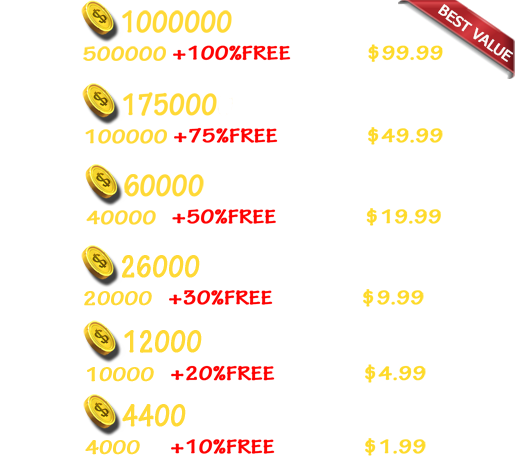 1000000
BEST VALUE
500000 +100%FREE $99.99
175000
100000 +75%FREE $49.99
60000
40000 +50%FREE $19.99
26000
20000 +30%FREE $9.99
12000
10000 +20%FREE $4.99
4400
4000 +10%FREE $1.99